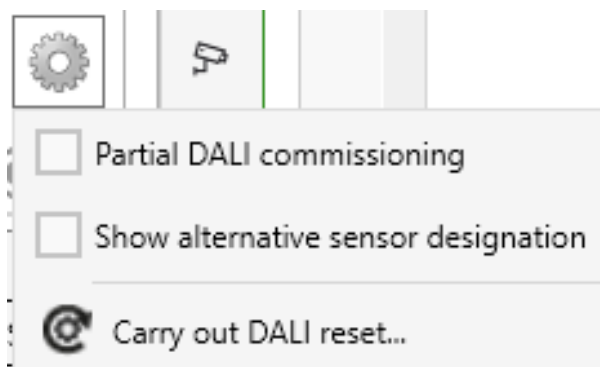 Partial DALI commissioning
Show alternative sensor designation
Carry out DALI reset...